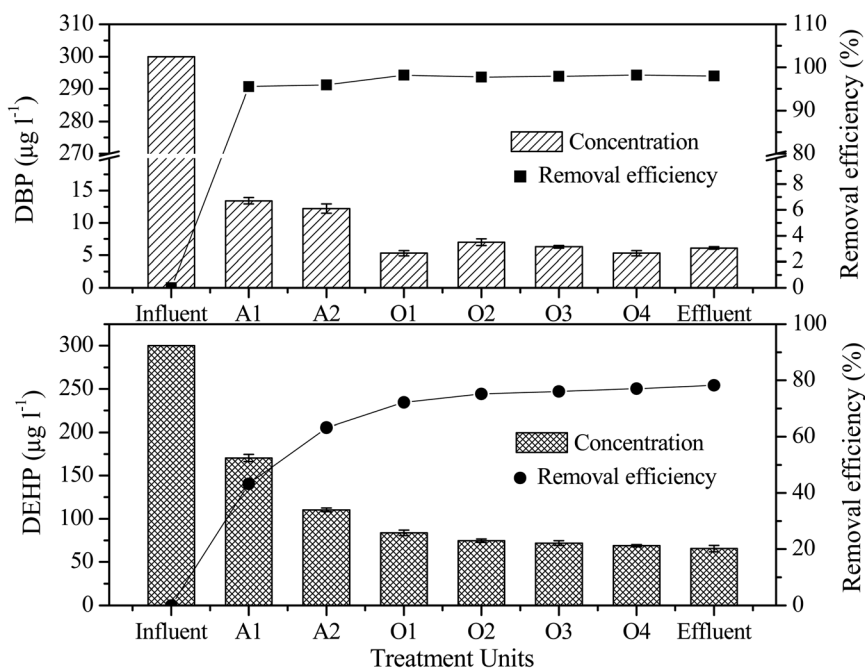 310
300
290
280
270
15
10
5
0
DBP (µg l⁻¹)
110
100
90
80
8
6
4
2
0
Removal efficiency (%)
Concentration
Removal efficiency
Influent A1 A2 O1 O2 O3 O4 Effluent
300
250
200
150
100
50
0
DEHP (µg l⁻¹)
100
80
60
40
20
0
Removal efficiency (%)
Concentration
Removal efficiency
Influent A1 A2 O1 O2 O3 O4 Effluent
Treatment Units